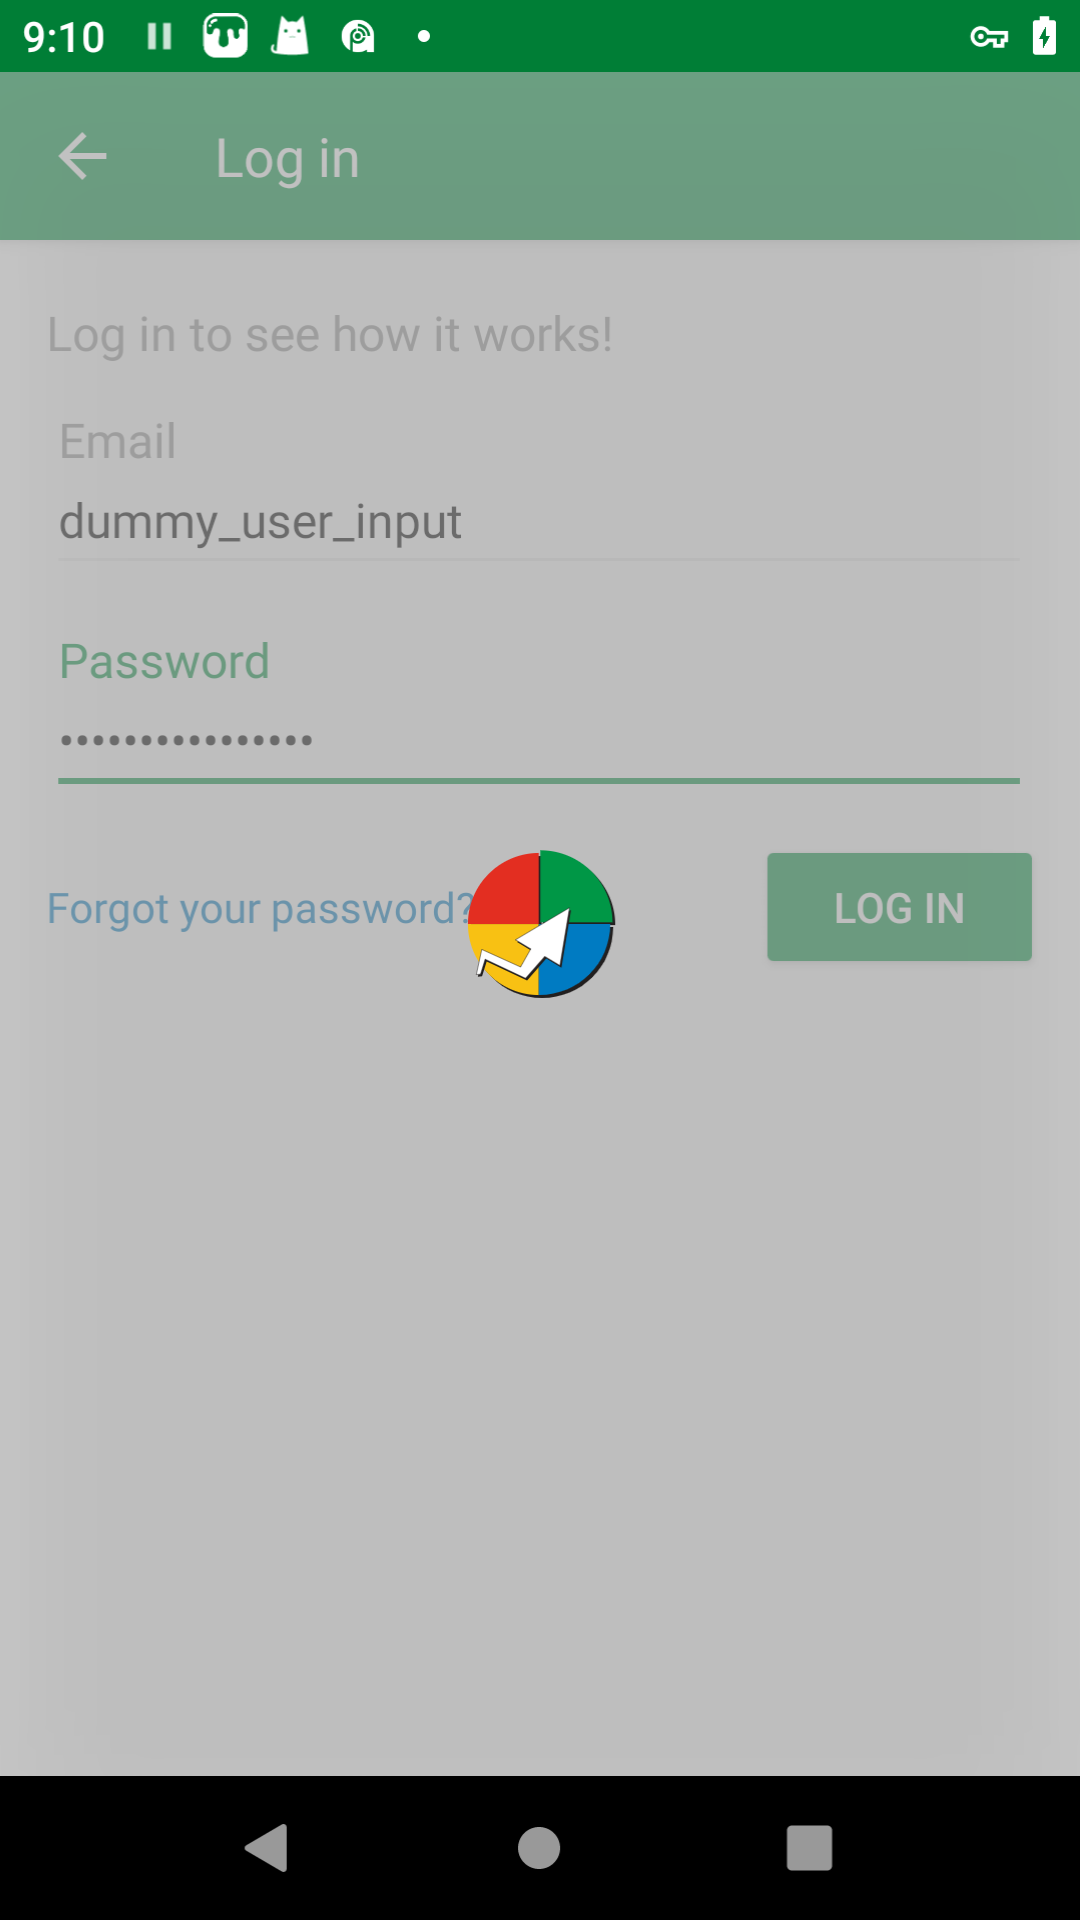 9:10
Log in
Log in to see how it works!
Email
dummy_user_input
Password
••••••••••••••••
Forgot your password?
LOG IN